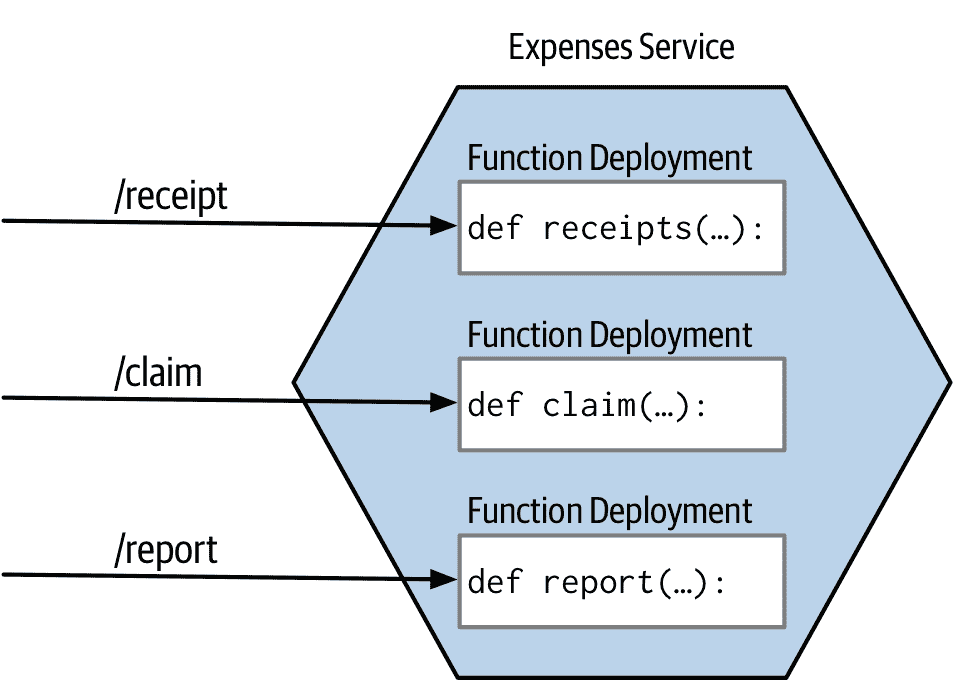 Expenses Service
Function Deployment
/receipt
def receipts(…):
Function Deployment
/claim
def claim(…):
Function Deployment
/report
def report(…):